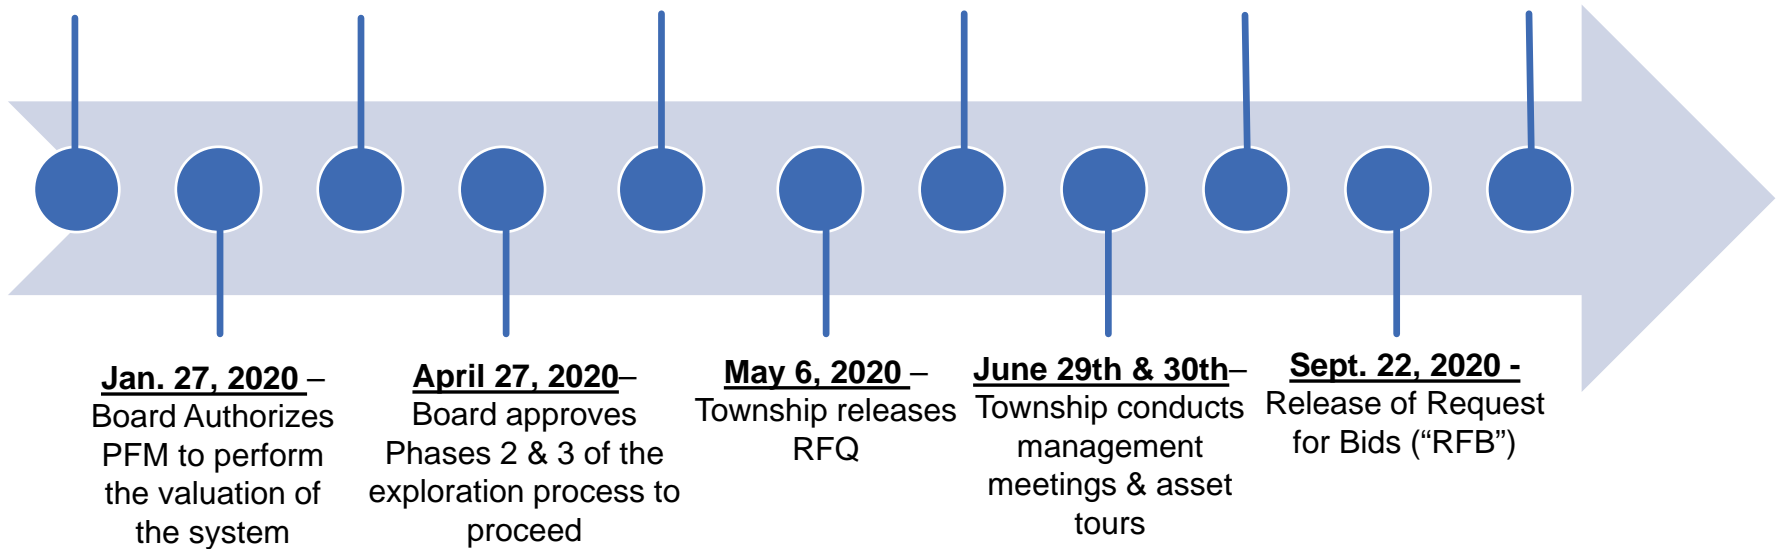 Jan. 27, 2020 –
Board Authorizes
PFM to perform
the valuation of
the system
April 27, 2020–
Board approves
Phases 2 & 3 of the
exploration process to
proceed
May 6, 2020 –
Township releases
RFQ
June 29th & 30th–
Township conducts
management
meetings & asset
tours
Sept. 22, 2020 -
Release of Request
for Bids (“RFB”)